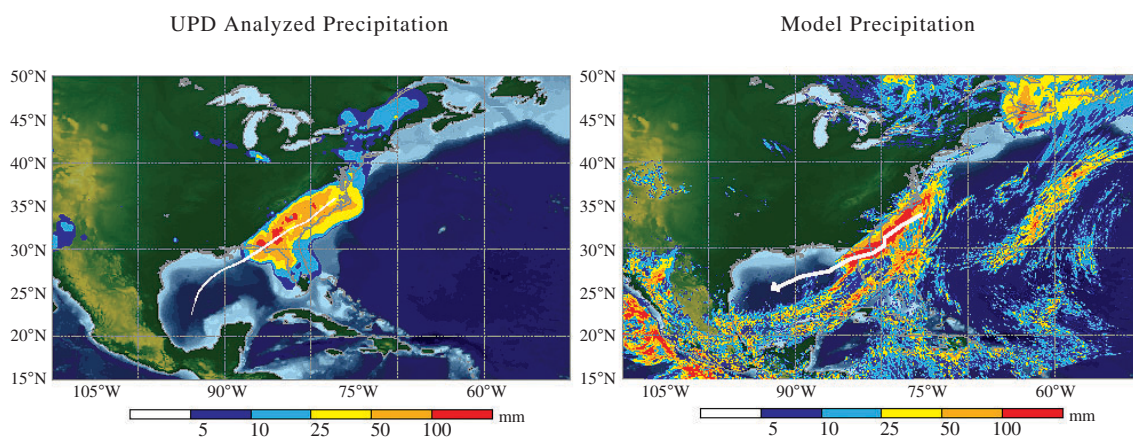 UPD Analyzed Precipitation
50°N
45°N
40°N
35°N
30°N
25°N
20°N
15°N
105°W 90°W 75°W 60°W
5 10 25 50 100 mm
Model Precipitation
50°N
45°N
40°N
35°N
30°N
25°N
20°N
15°N
90°W 75°W 60°W
5 10 25 50 100 mm